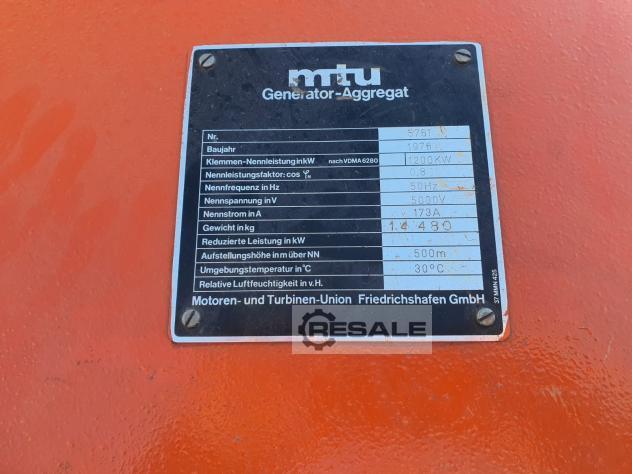 mtu
Generator-Aggregat
Nr. 5761
Baujahr 1976
Klemmen-Nennleistung in kW nach VDMA 6280 1200KW
Nennleistungsfaktor: cos φN 0,8
Nennfrequenz in Hz 50Hz
Nennspannung in V 5000V
Nennstrom in A 173A
Gewicht in kg 14 480
Reduzierte Leistung in kW
Aufstellungshöhe in m über NN 500m
Umgebungstemperatur in °C 30°C
Relative Luftfeuchtigkeit in v.H.
Motoren- und Turbinen-Union Friedrichshafen GmbH
37 MMN 425
RESALE